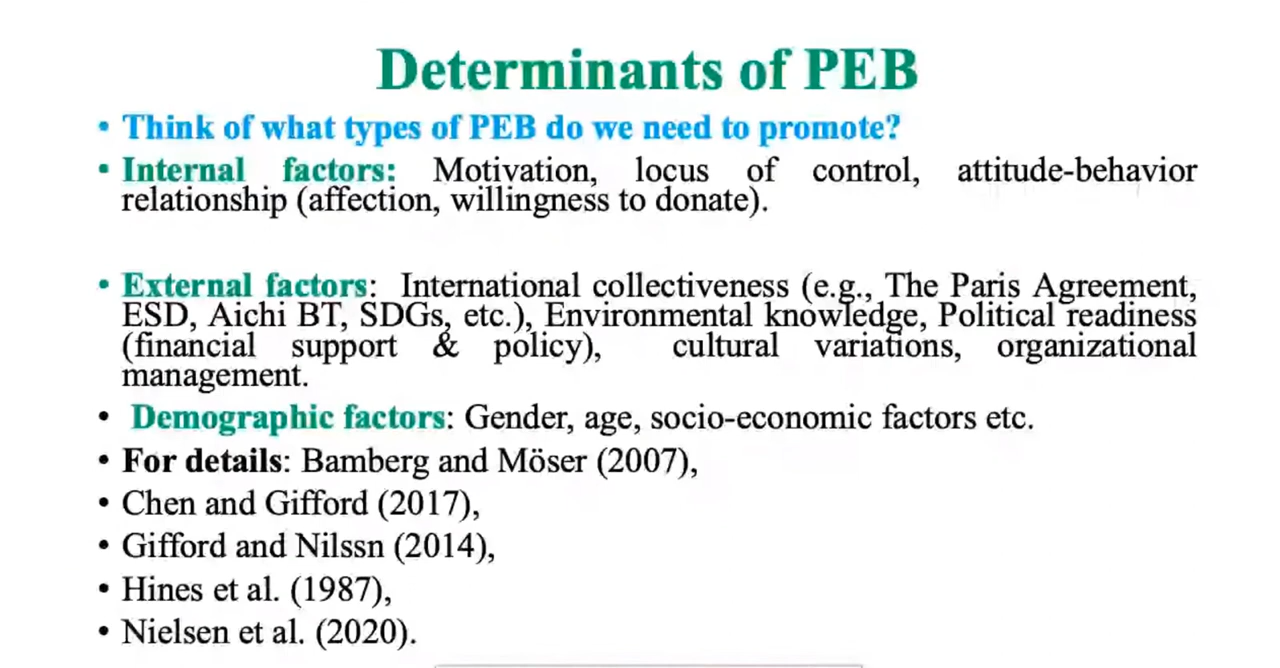 Determinants of PEB
• Think of what types of PEB do we need to promote?
• Internal factors: Motivation, locus of control, attitude-behavior
relationship (affection, willingness to donate).
• External factors: International collectiveness (e.g., The Paris Agreement,
ESD, Aichi BT, SDGs, etc.), Environmental knowledge, Political readiness
(financial support & policy), cultural variations, organizational
management.
• Demographic factors: Gender, age, socio-economic factors etc.
• For details: Bamberg and Möser (2007),
• Chen and Gifford (2017),
• Gifford and Nilssn (2014),
• Hines et al. (1987),
• Nielsen et al. (2020).